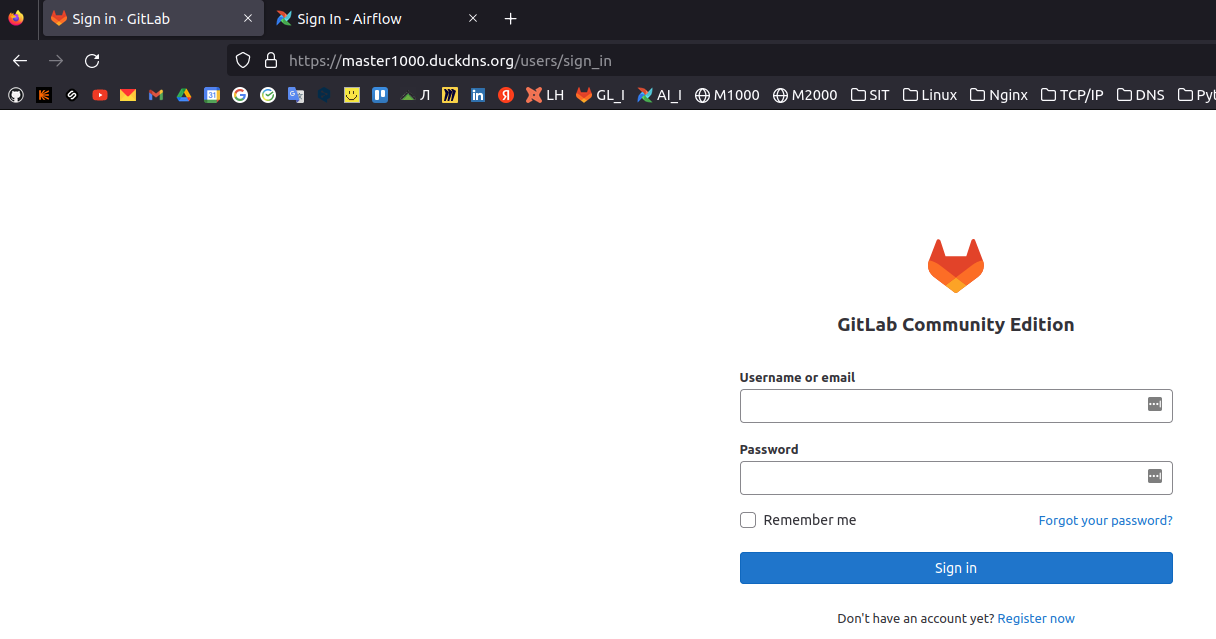 Sign in · GitLab
Sign In - Airflow
https://master1000.duckdns.org/users/sign_in
Л LH GL_I AI_I M1000 M2000 SIT Linux Nginx TCP/IP DNS Pyt
GitLab Community Edition
Username or email
Password
Remember me Forgot your password?
Sign in
Don't have an account yet? Register now